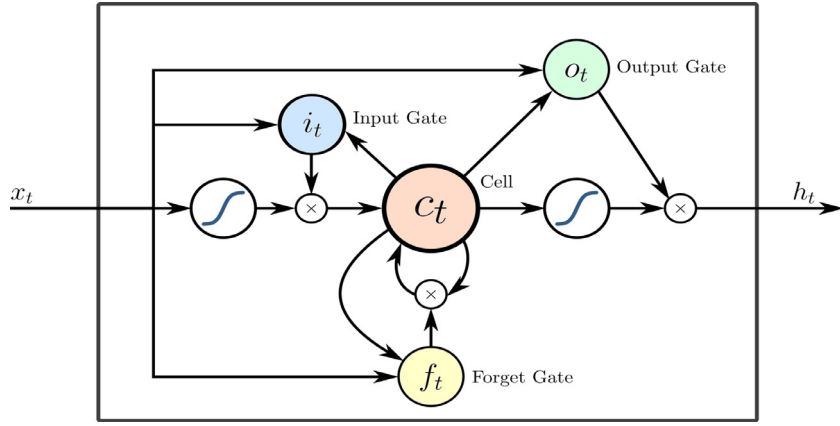 o_t Output Gate
i_t Input Gate
x_t
Cell
×
c_t
×
h_t
×
f_t Forget Gate